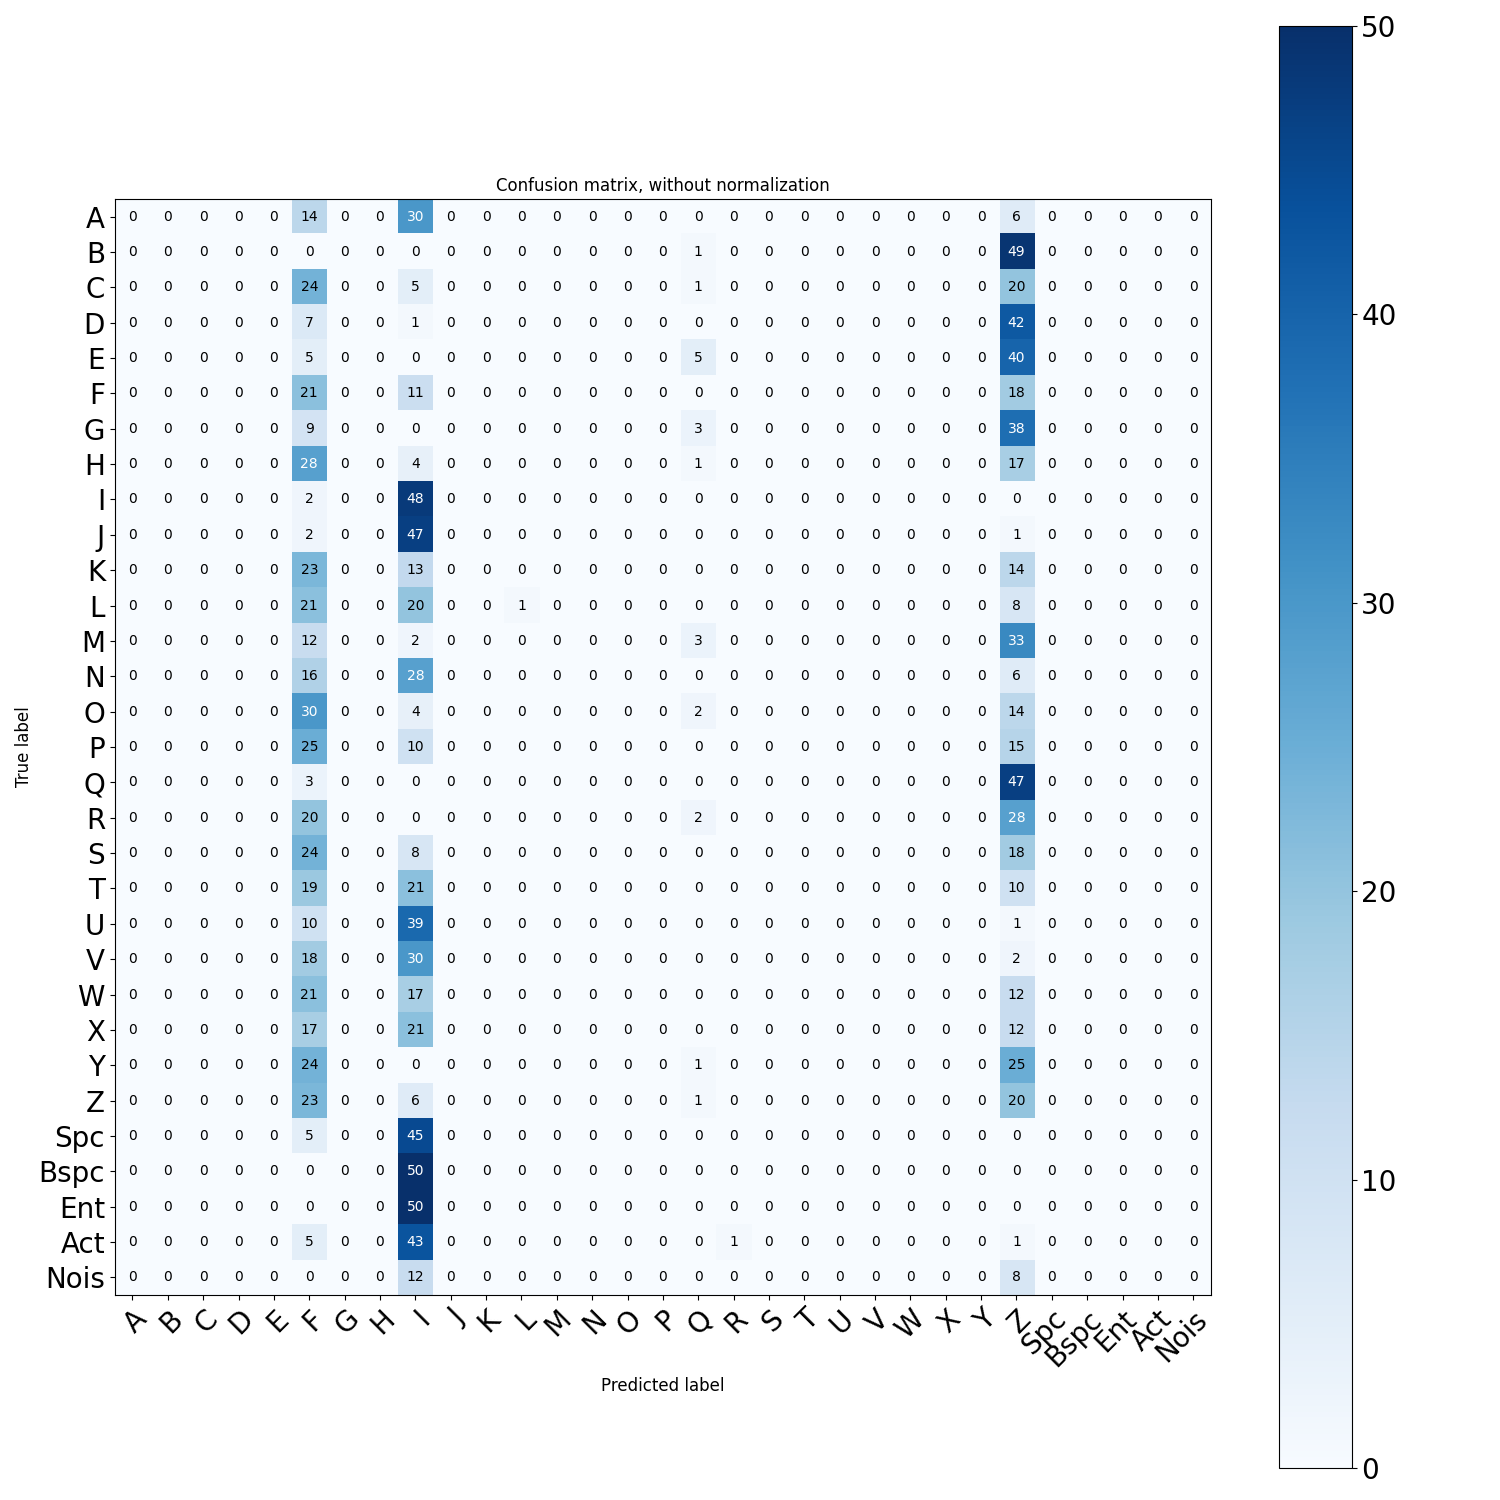 Confusion matrix, without normalization
A 0 0 0 0 0 14 0 0 30 0 0 0 0 0 0 0 0 0 0 0 0 0 0 0 0 6 0 0 0 0 0
B 0 0 0 0 0 0 0 0 0 0 0 0 0 0 0 0 1 0 0 0 0 0 0 0 0 49 0 0 0 0 0
C 0 0 0 0 0 24 0 0 5 0 0 0 0 0 0 0 1 0 0 0 0 0 0 0 0 20 0 0 0 0 0
D 0 0 0 0 0 7 0 0 1 0 0 0 0 0 0 0 0 0 0 0 0 0 0 0 0 42 0 0 0 0 0
E 0 0 0 0 0 5 0 0 0 0 0 0 0 0 0 0 5 0 0 0 0 0 0 0 0 40 0 0 0 0 0
F 0 0 0 0 0 21 0 0 11 0 0 0 0 0 0 0 0 0 0 0 0 0 0 0 0 18 0 0 0 0 0
G 0 0 0 0 0 9 0 0 0 0 0 0 0 0 0 0 3 0 0 0 0 0 0 0 0 38 0 0 0 0 0
H 0 0 0 0 0 28 0 0 4 0 0 0 0 0 0 0 1 0 0 0 0 0 0 0 0 17 0 0 0 0 0
I 0 0 0 0 0 2 0 0 48 0 0 0 0 0 0 0 0 0 0 0 0 0 0 0 0 0 0 0 0 0 0
J 0 0 0 0 0 2 0 0 47 0 0 0 0 0 0 0 0 0 0 0 0 0 0 0 0 1 0 0 0 0 0
K 0 0 0 0 0 23 0 0 13 0 0 0 0 0 0 0 0 0 0 0 0 0 0 0 0 14 0 0 0 0 0
L 0 0 0 0 0 21 0 0 20 0 0 1 0 0 0 0 0 0 0 0 0 0 0 0 0 8 0 0 0 0 0
M 0 0 0 0 0 12 0 0 2 0 0 0 0 0 0 0 3 0 0 0 0 0 0 0 0 33 0 0 0 0 0
N 0 0 0 0 0 16 0 0 28 0 0 0 0 0 0 0 0 0 0 0 0 0 0 0 0 6 0 0 0 0 0
O 0 0 0 0 0 30 0 0 4 0 0 0 0 0 0 0 2 0 0 0 0 0 0 0 0 14 0 0 0 0 0
P 0 0 0 0 0 25 0 0 10 0 0 0 0 0 0 0 0 0 0 0 0 0 0 0 0 15 0 0 0 0 0
Q 0 0 0 0 0 3 0 0 0 0 0 0 0 0 0 0 0 0 0 0 0 0 0 0 0 47 0 0 0 0 0
R 0 0 0 0 0 20 0 0 0 0 0 0 0 0 0 0 2 0 0 0 0 0 0 0 0 28 0 0 0 0 0
S 0 0 0 0 0 24 0 0 8 0 0 0 0 0 0 0 0 0 0 0 0 0 0 0 0 18 0 0 0 0 0
T 0 0 0 0 0 19 0 0 21 0 0 0 0 0 0 0 0 0 0 0 0 0 0 0 0 10 0 0 0 0 0
U 0 0 0 0 0 10 0 0 39 0 0 0 0 0 0 0 0 0 0 0 0 0 0 0 0 1 0 0 0 0 0
V 0 0 0 0 0 18 0 0 30 0 0 0 0 0 0 0 0 0 0 0 0 0 0 0 0 2 0 0 0 0 0
W 0 0 0 0 0 21 0 0 17 0 0 0 0 0 0 0 0 0 0 0 0 0 0 0 0 12 0 0 0 0 0
X 0 0 0 0 0 17 0 0 21 0 0 0 0 0 0 0 0 0 0 0 0 0 0 0 0 12 0 0 0 0 0
Y 0 0 0 0 0 24 0 0 0 0 0 0 0 0 0 0 1 0 0 0 0 0 0 0 0 25 0 0 0 0 0
Z 0 0 0 0 0 23 0 0 6 0 0 0 0 0 0 0 1 0 0 0 0 0 0 0 0 20 0 0 0 0 0
Spc 0 0 0 0 0 5 0 0 45 0 0 0 0 0 0 0 0 0 0 0 0 0 0 0 0 0 0 0 0 0 0
Bspc 0 0 0 0 0 0 0 0 50 0 0 0 0 0 0 0 0 0 0 0 0 0 0 0 0 0 0 0 0 0 0
Ent 0 0 0 0 0 0 0 0 50 0 0 0 0 0 0 0 0 0 0 0 0 0 0 0 0 0 0 0 0 0 0
Act 0 0 0 0 0 5 0 0 43 0 0 0 0 0 0 0 0 1 0 0 0 0 0 0 0 1 0 0 0 0 0
Nois 0 0 0 0 0 0 0 0 12 0 0 0 0 0 0 0 0 0 0 0 0 0 0 0 0 8 0 0 0 0 0
A B C D E F G H I J K L M N O P Q R S T U V W X Y Z Spc Bspc Ent Act Nois
Predicted label
True label
50
40
30
20
10
0